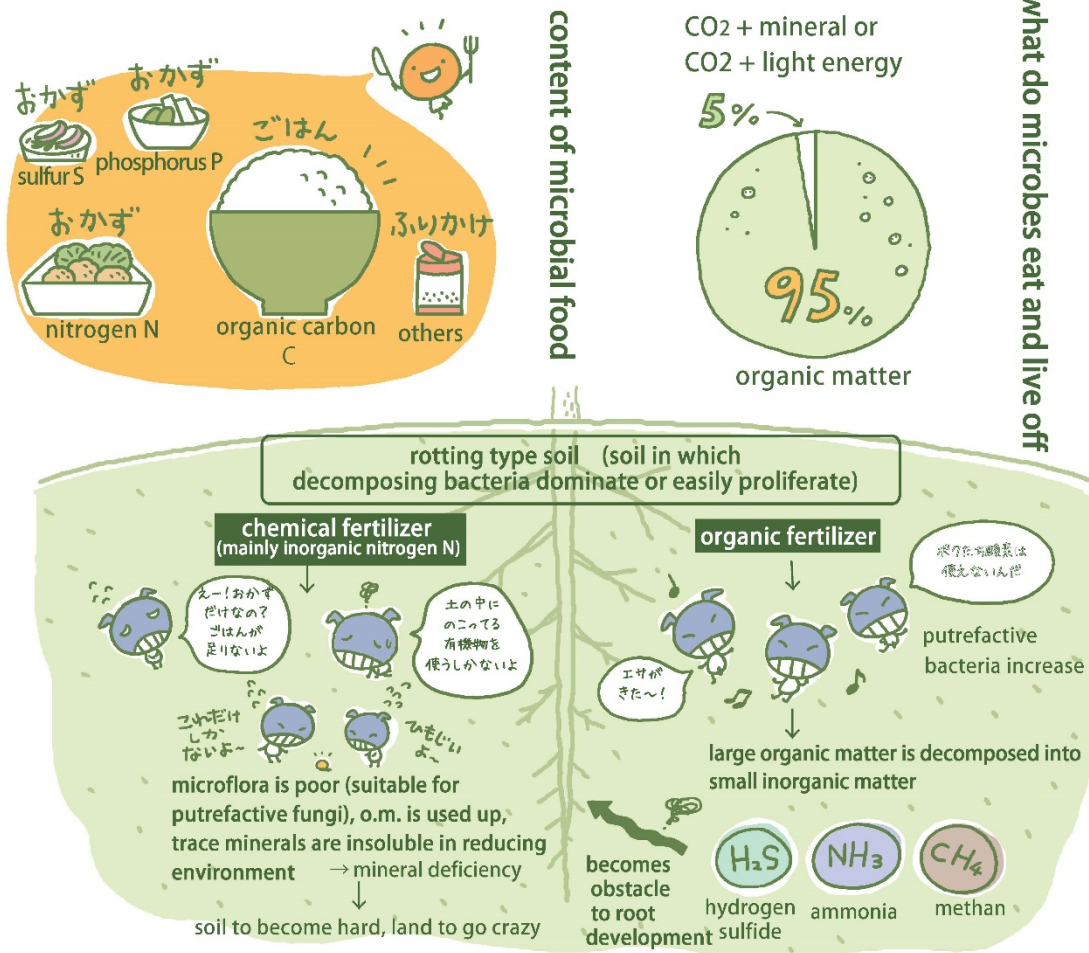 content of microbial food
おかず
sulfur S
おかず
phosphorus P
ごはん
organic carbon
C
おかず
nitrogen N
ふりかけ
others
what do microbes eat and live off
CO2 + mineral or
CO2 + light energy
5%
95%
organic matter
rotting type soil (soil in which
decomposing bacteria dominate or easily proliferate)
chemical fertilizer
(mainly inorganic nitrogen N)
えー!おかず
だけなの?
ごはんが
足りないよ
土の中に
のこってる
有機物を
使うしかないよ
これだけ
しか
ないよ~
ひもじい
よ~
microflora is poor (suitable for
putrefactive fungi), o.m. is used up,
trace minerals are insoluble in reducing
environment → mineral deficiency
soil to become hard, land to go crazy
organic fertilizer
ボクたち酸素は
使えないんだ
エサが
きた~!
putrefactive
bacteria increase
large organic matter is decomposed into
small inorganic matter
becomes
obstacle
to root
development
H2S
hydrogen
sulfide
NH3
ammonia
CH4
methan